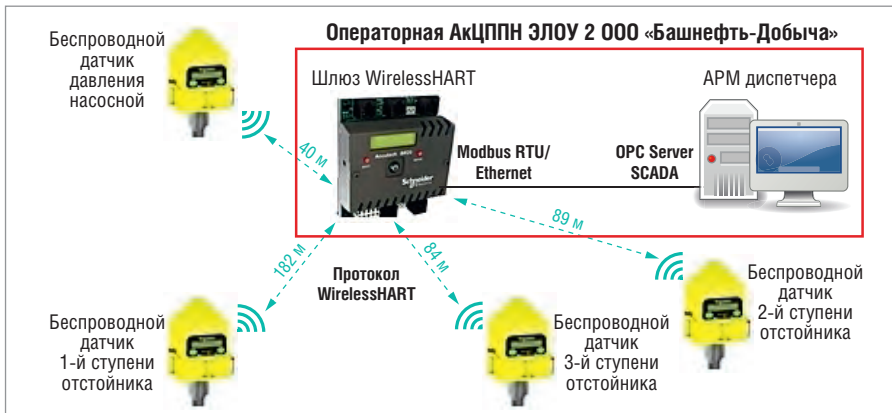 Операторная АкЦППН ЭЛОУ 2 ООО «Башнефть-Добыча»
Беспроводной
датчик
давления
насосной
Шлюз WirelessHART
АРМ диспетчера
40 м
Modbus RTU/
Ethernet
OPC Server
SCADA
Schneider
182 м
84 м
89 м
Протокол
WirelessHART
Беспроводной
датчик
1-й ступени
отстойника
Беспроводной
датчик
3-й ступени
отстойника
Беспроводной
датчик
2-й ступени
отстойника